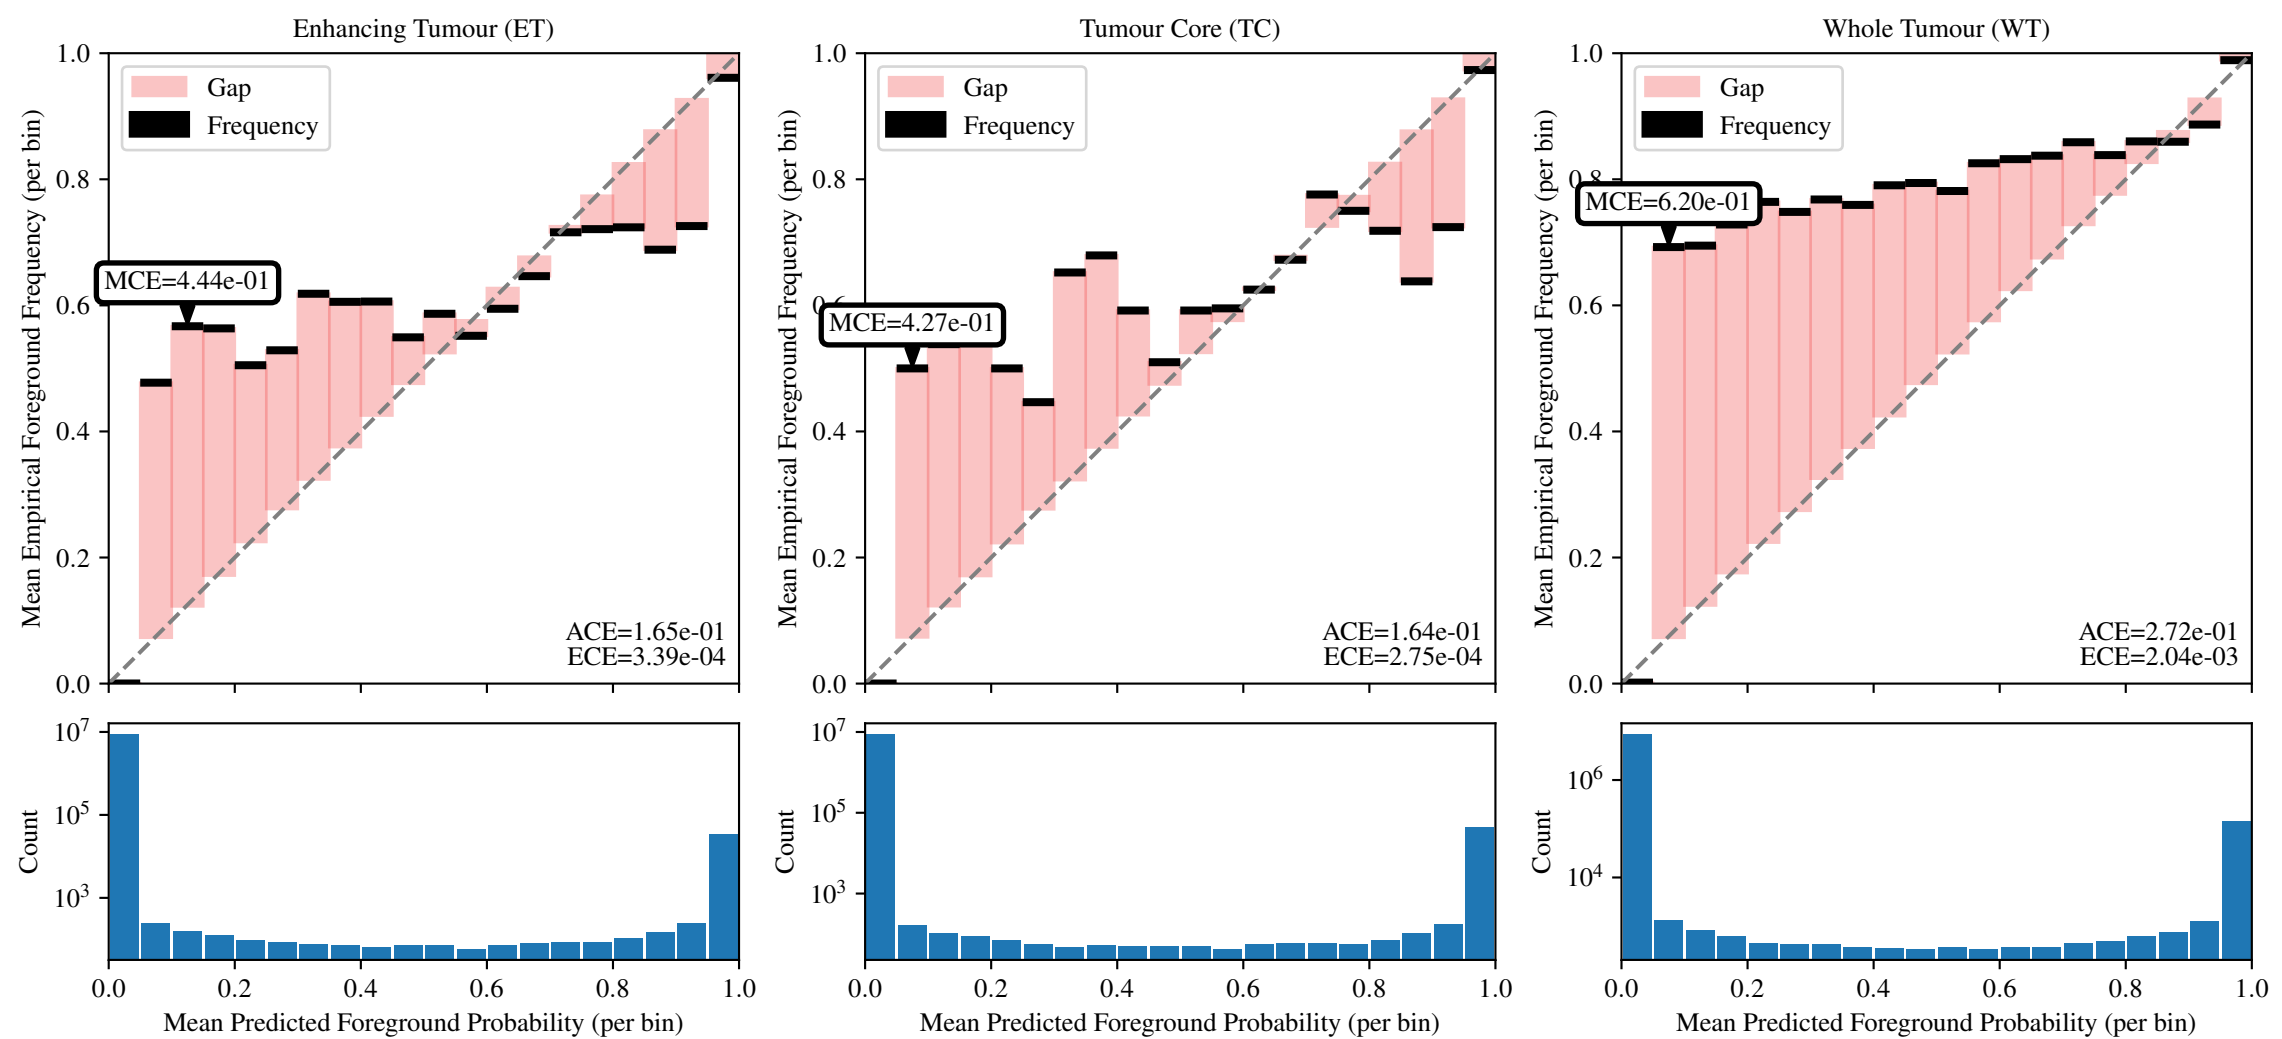 Enhancing Tumour (ET)
Mean Empirical Foreground Frequency (per bin)
1.0
0.8
0.6
0.4
0.2
0.0
Gap
Frequency
MCE=4.44e-01
ACE=1.65e-01
ECE=3.39e-04
Count
10^7
10^5
10^3
0.0 0.2 0.4 0.6 0.8 1.0
Mean Predicted Foreground Probability (per bin)
Tumour Core (TC)
Mean Empirical Foreground Frequency (per bin)
1.0
0.8
0.6
0.4
0.2
0.0
Gap
Frequency
MCE=4.27e-01
ACE=1.64e-01
ECE=2.75e-04
Count
10^7
10^5
10^3
0.0 0.2 0.4 0.6 0.8 1.0
Mean Predicted Foreground Probability (per bin)
Whole Tumour (WT)
Mean Empirical Foreground Frequency (per bin)
1.0
0.8
0.6
0.4
0.2
0.0
Gap
Frequency
MCE=6.20e-01
ACE=2.72e-01
ECE=2.04e-03
Count
10^6
10^4
0.0 0.2 0.4 0.6 0.8 1.0
Mean Predicted Foreground Probability (per bin)